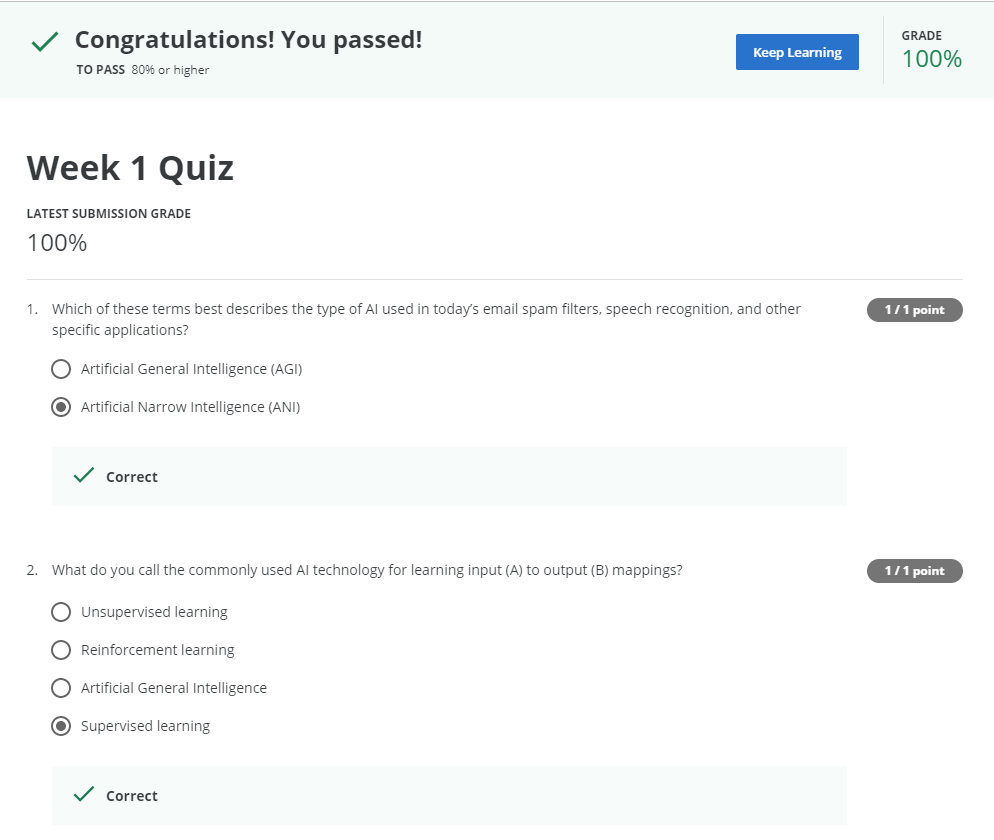 Congratulations! You passed!
TO PASS 80% or higher
Keep Learning
GRADE
100%
Week 1 Quiz
LATEST SUBMISSION GRADE
100%
1. Which of these terms best describes the type of AI used in today's email spam filters, speech recognition, and other
specific applications?
1 / 1 point
Artificial General Intelligence (AGI)
Artificial Narrow Intelligence (ANI)
Correct
2. What do you call the commonly used AI technology for learning input (A) to output (B) mappings?
1 / 1 point
Unsupervised learning
Reinforcement learning
Artificial General Intelligence
Supervised learning
Correct